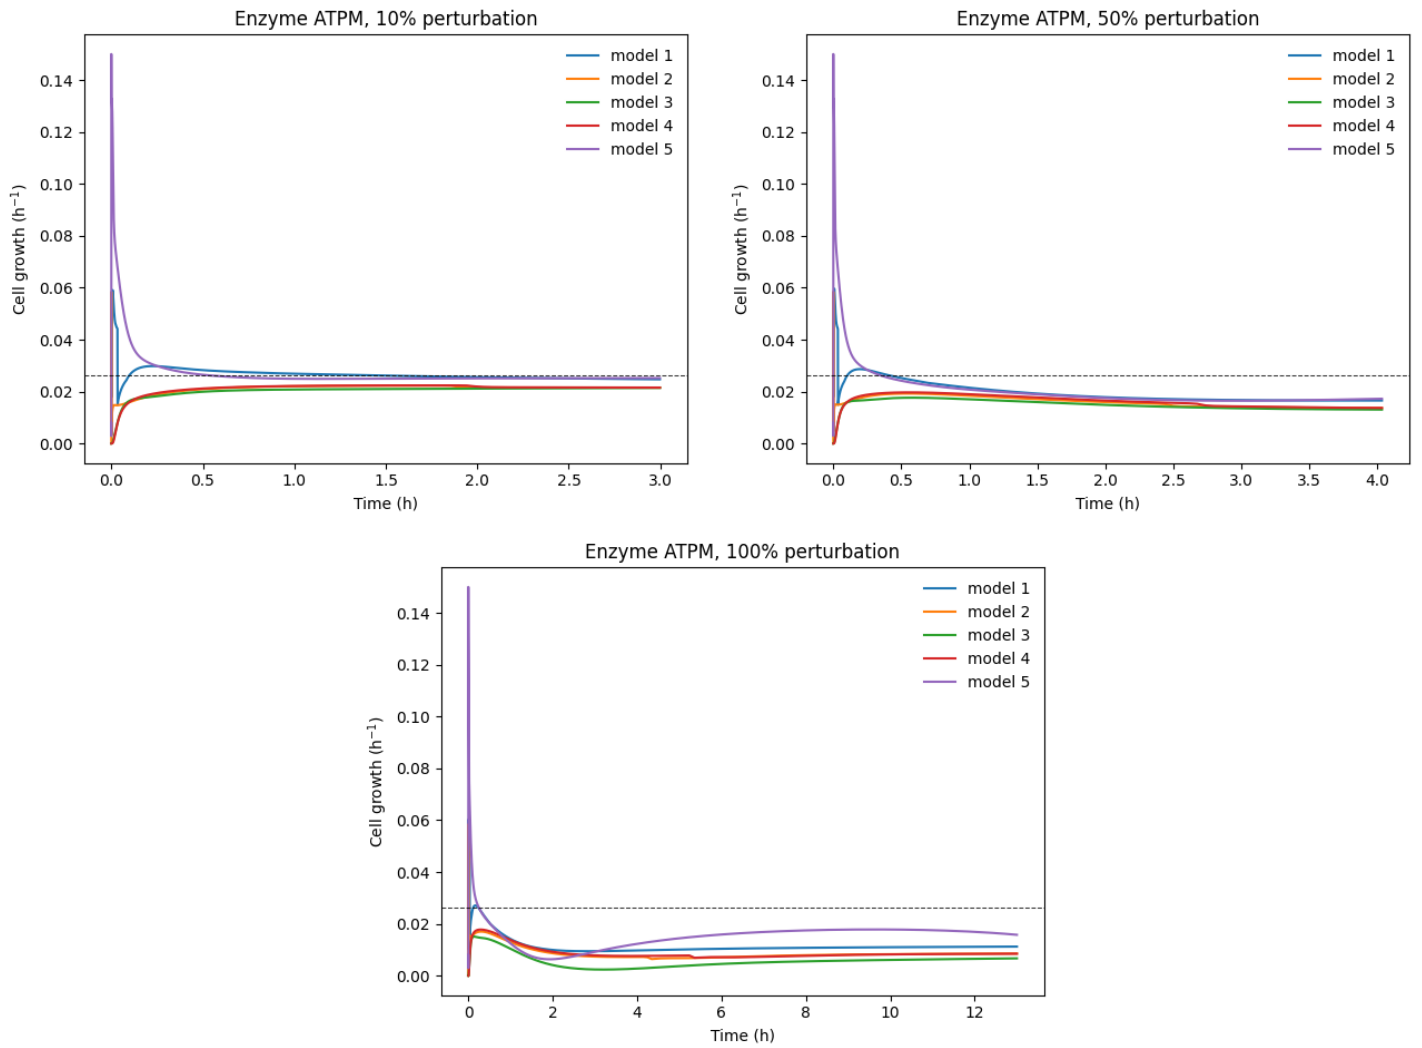 Enzyme ATPM, 10% perturbation
Cell growth (h⁻¹)
0.14
0.12
0.10
0.08
0.06
0.04
0.02
0.00
model 1
model 2
model 3
model 4
model 5
0.0 0.5 1.0 1.5 2.0 2.5 3.0
Time (h)
Enzyme ATPM, 50% perturbation
Cell growth (h⁻¹)
0.14
0.12
0.10
0.08
0.06
0.04
0.02
0.00
model 1
model 2
model 3
model 4
model 5
0.0 0.5 1.0 1.5 2.0 2.5 3.0 3.5 4.0
Time (h)
Enzyme ATPM, 100% perturbation
Cell growth (h⁻¹)
0.14
0.12
0.10
0.08
0.06
0.04
0.02
0.00
model 1
model 2
model 3
model 4
model 5
0 2 4 6 8 10 12
Time (h)